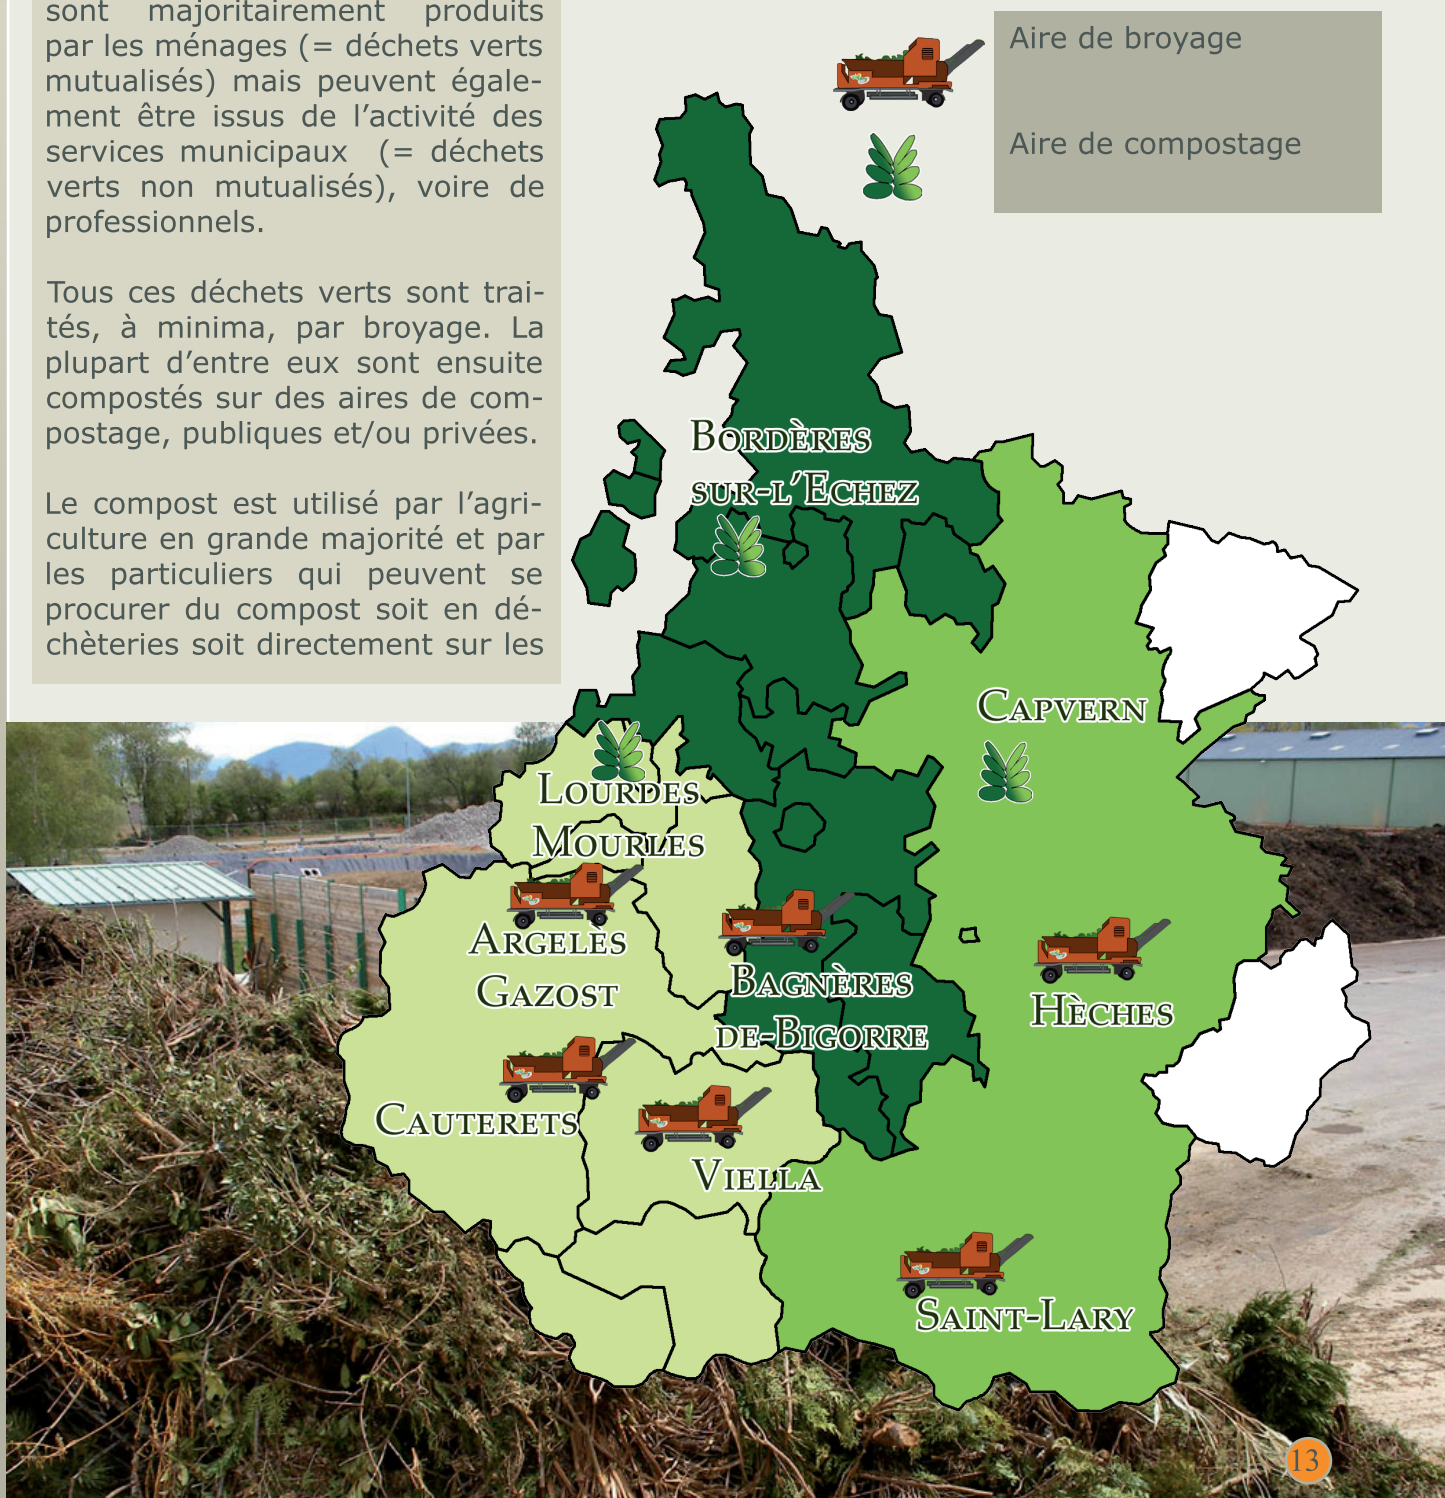 sont majoritairement produits
par les ménages (= déchets verts
mutualisés) mais peuvent égale-
ment être issus de l’activité des
services municipaux (= déchets
verts non mutualisés), voire de
professionnels.
Tous ces déchets verts sont trai-
tés, à minima, par broyage. La
plupart d’entre eux sont ensuite
compostés sur des aires de com-
postage, publiques et/ou privées.
Le compost est utilisé par l’agri-
culture en grande majorité et par
les particuliers qui peuvent se
procurer du compost soit en dé-
chèteries soit directement sur les
Aire de broyage
Aire de compostage
Bordères
sur-l’Echez
Capvern
Lourdes
Mourles
Argelès
Gazost
Bagnères
de-Bigorre
Hèches
Cauterets
Viella
Saint-Lary
13